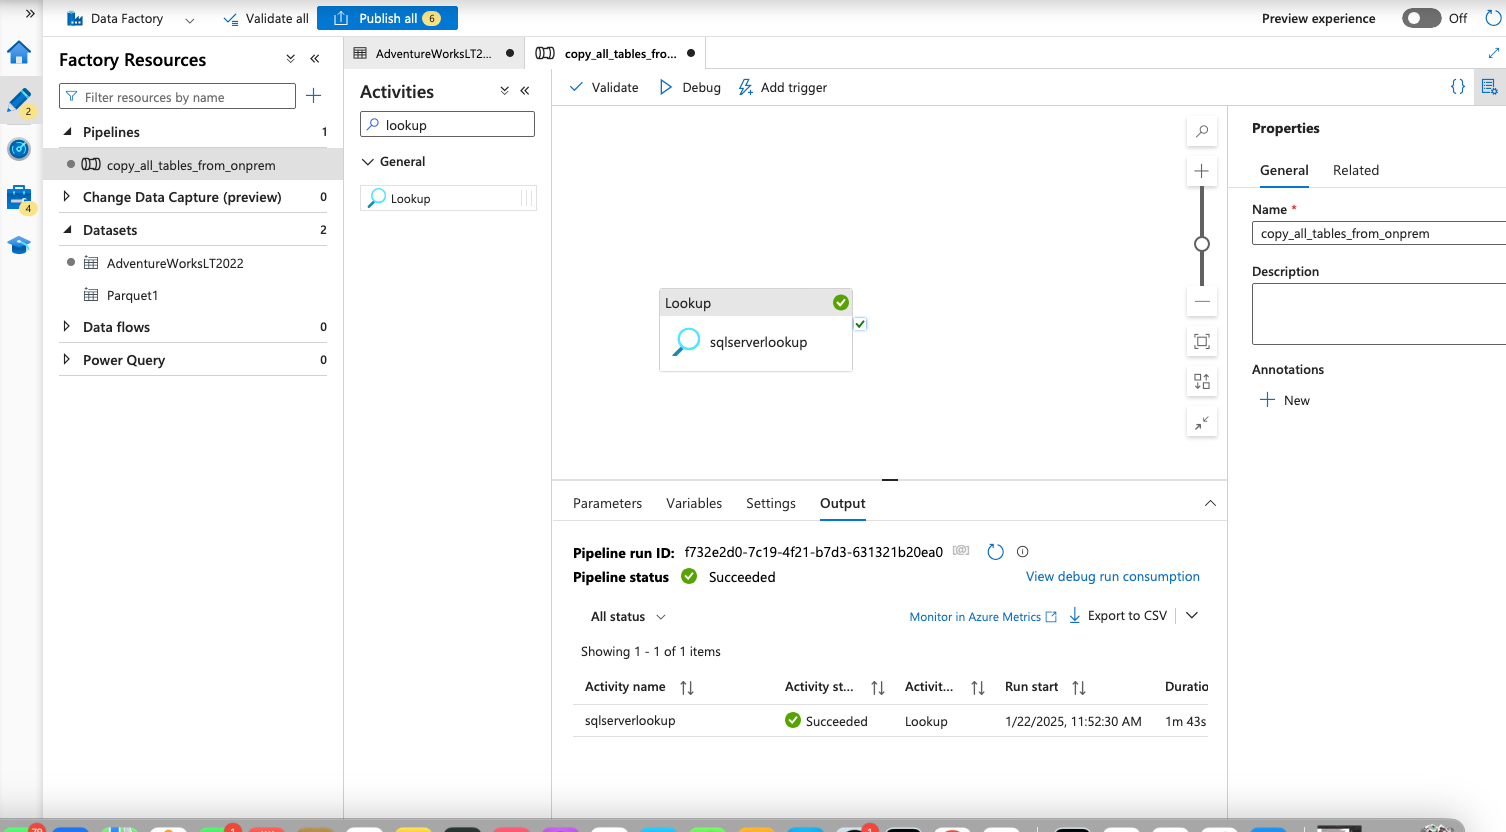 Data Factory
Validate all
Publish all 6
Preview experience
Off
Factory Resources
Filter resources by name
Pipelines 1
copy_all_tables_from_onprem
Change Data Capture (preview) 0
Datasets 2
AdventureWorksLT2022
Parquet1
Data flows 0
Power Query 0
2
4
AdventureWorksLT2...
copy_all_tables_fro...
Activities
lookup
General
Lookup
Validate
Debug
Add trigger
{}
Lookup
sqlserverlookup
Properties
General Related
Name *
copy_all_tables_from_onprem
Description
Annotations
New
Parameters Variables Settings Output
Pipeline run ID: f732e2d0-7c19-4f21-b7d3-631321b20ea0
Pipeline status Succeeded
View debug run consumption
All status
Monitor in Azure Metrics
Export to CSV
Showing 1 - 1 of 1 items
Activity name Activity st... Activit... Run start Duratio
sqlserverlookup Succeeded Lookup 1/22/2025, 11:52:30 AM 1m 43s